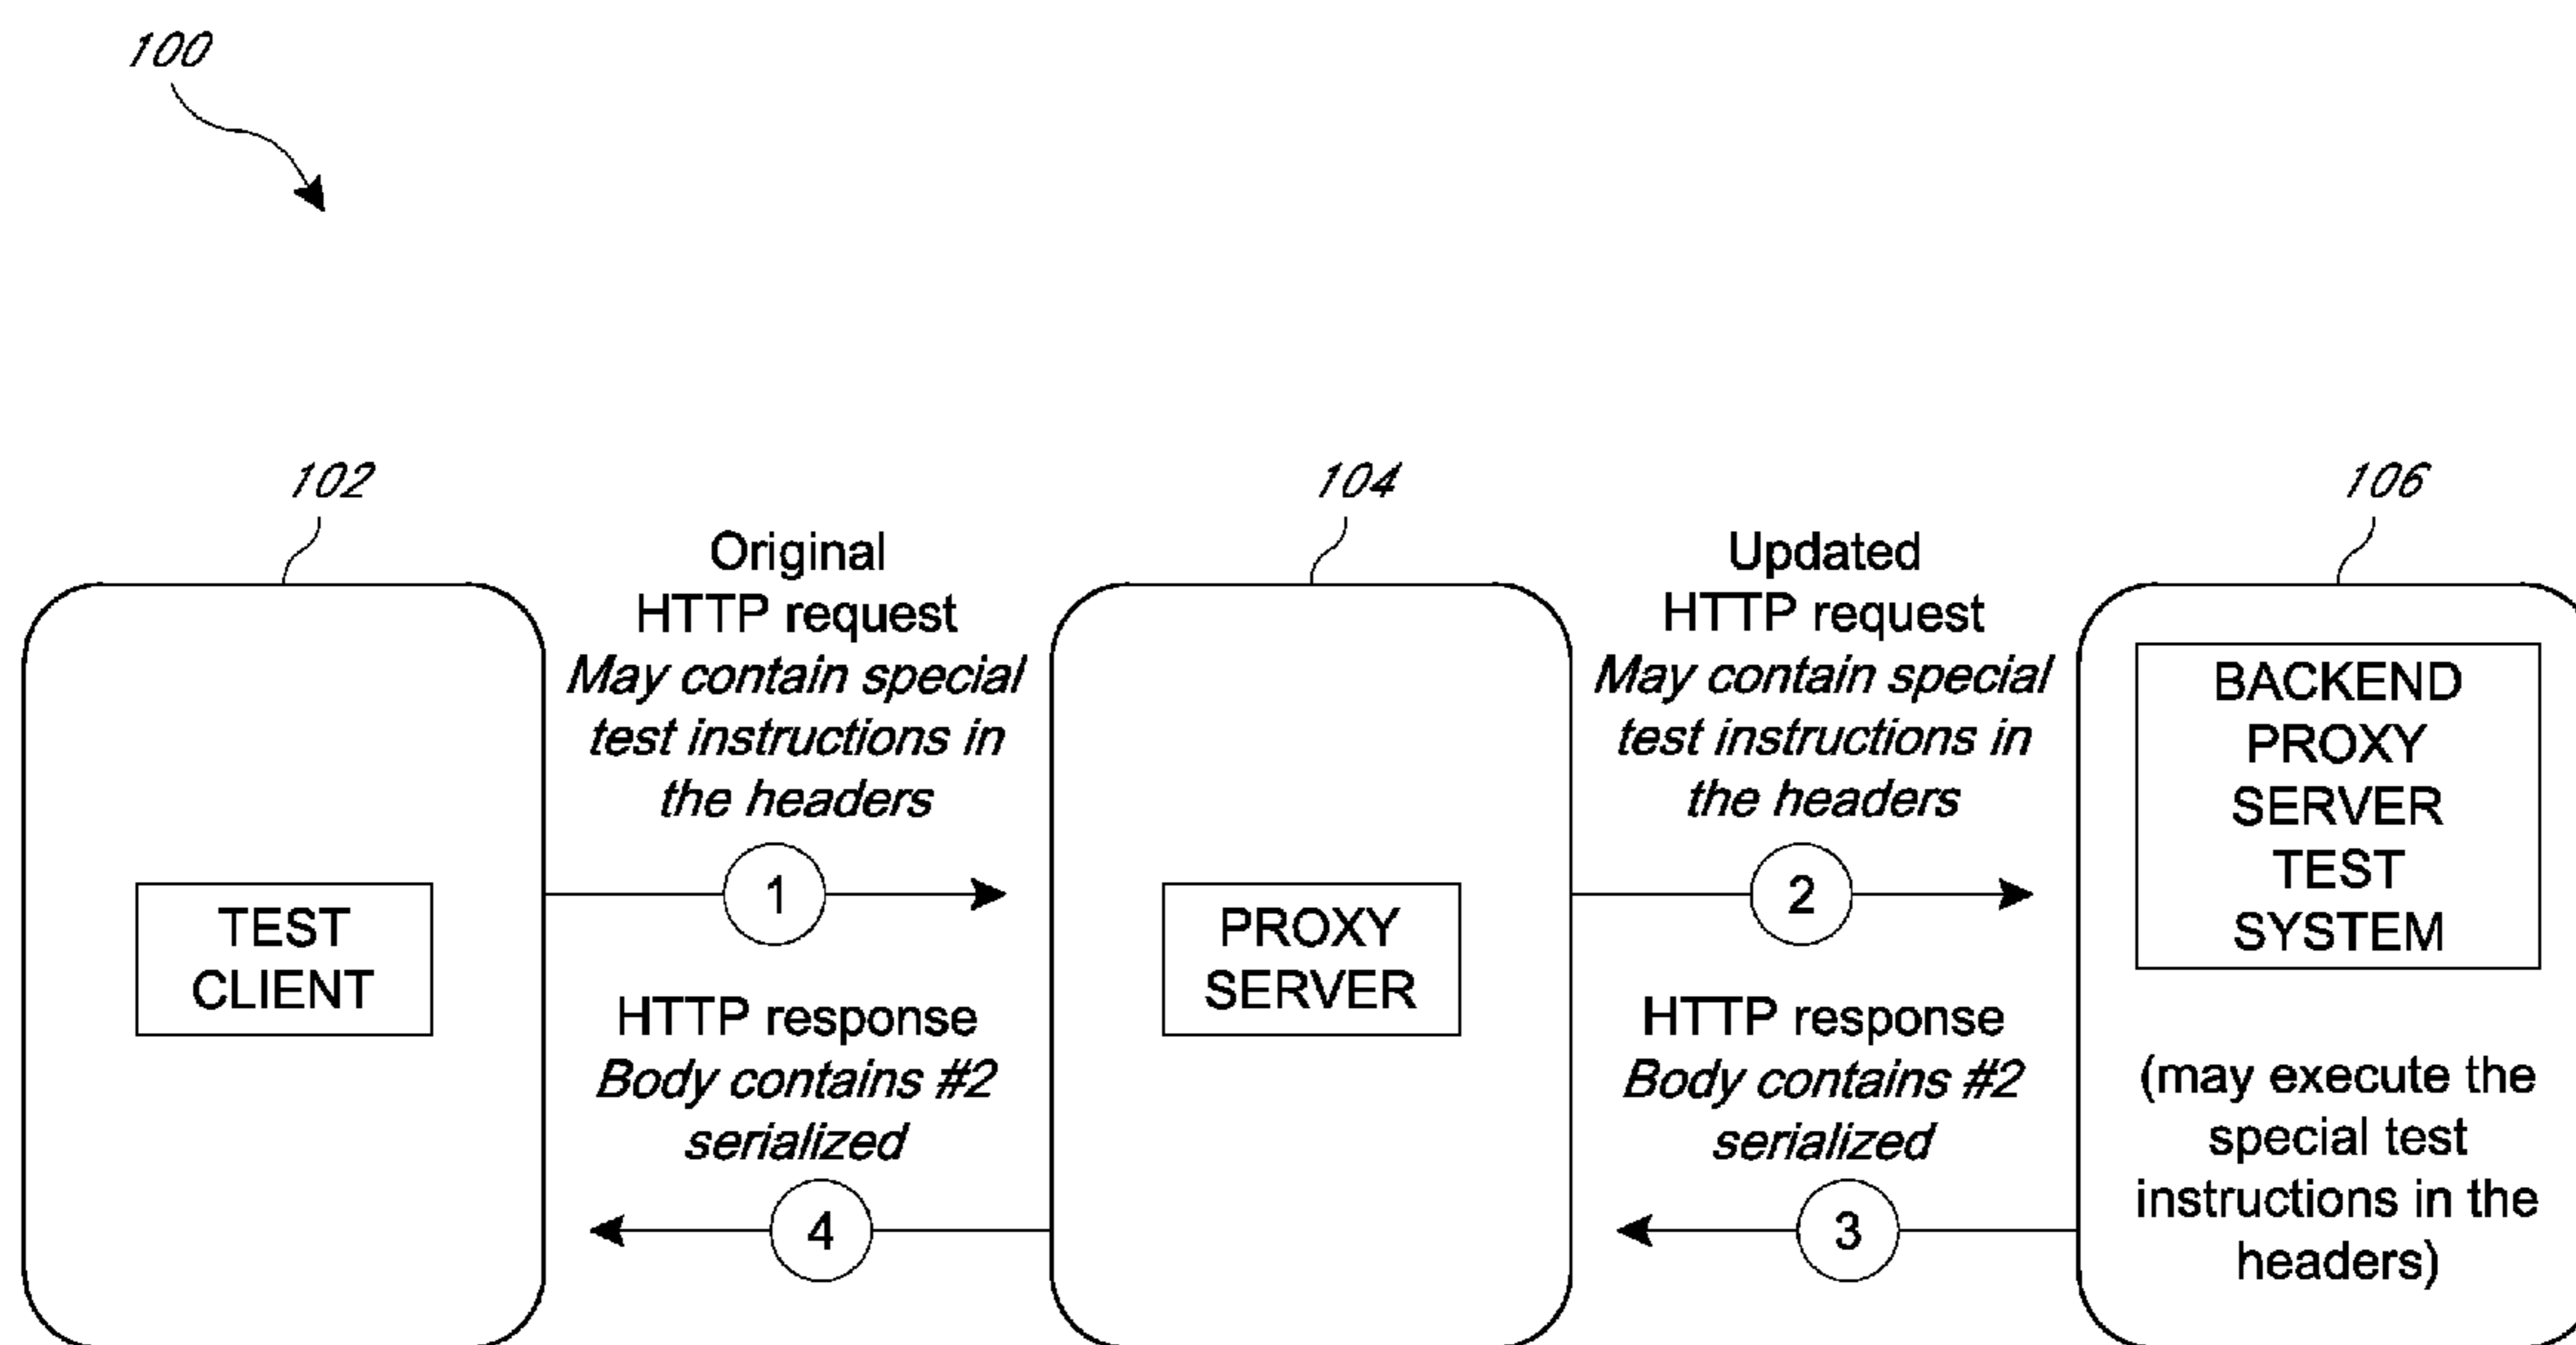 100
102
104
106
Original
HTTP request
May contain special
test instructions in
the headers
1
Updated
HTTP request
May contain special
test instructions in
the headers
2
TEST
CLIENT
PROXY
SERVER
BACKEND
PROXY
SERVER
TEST
SYSTEM
HTTP response
Body contains #2
serialized
4
HTTP response
Body contains #2
serialized
3
(may execute the
special test
instructions in the
headers)